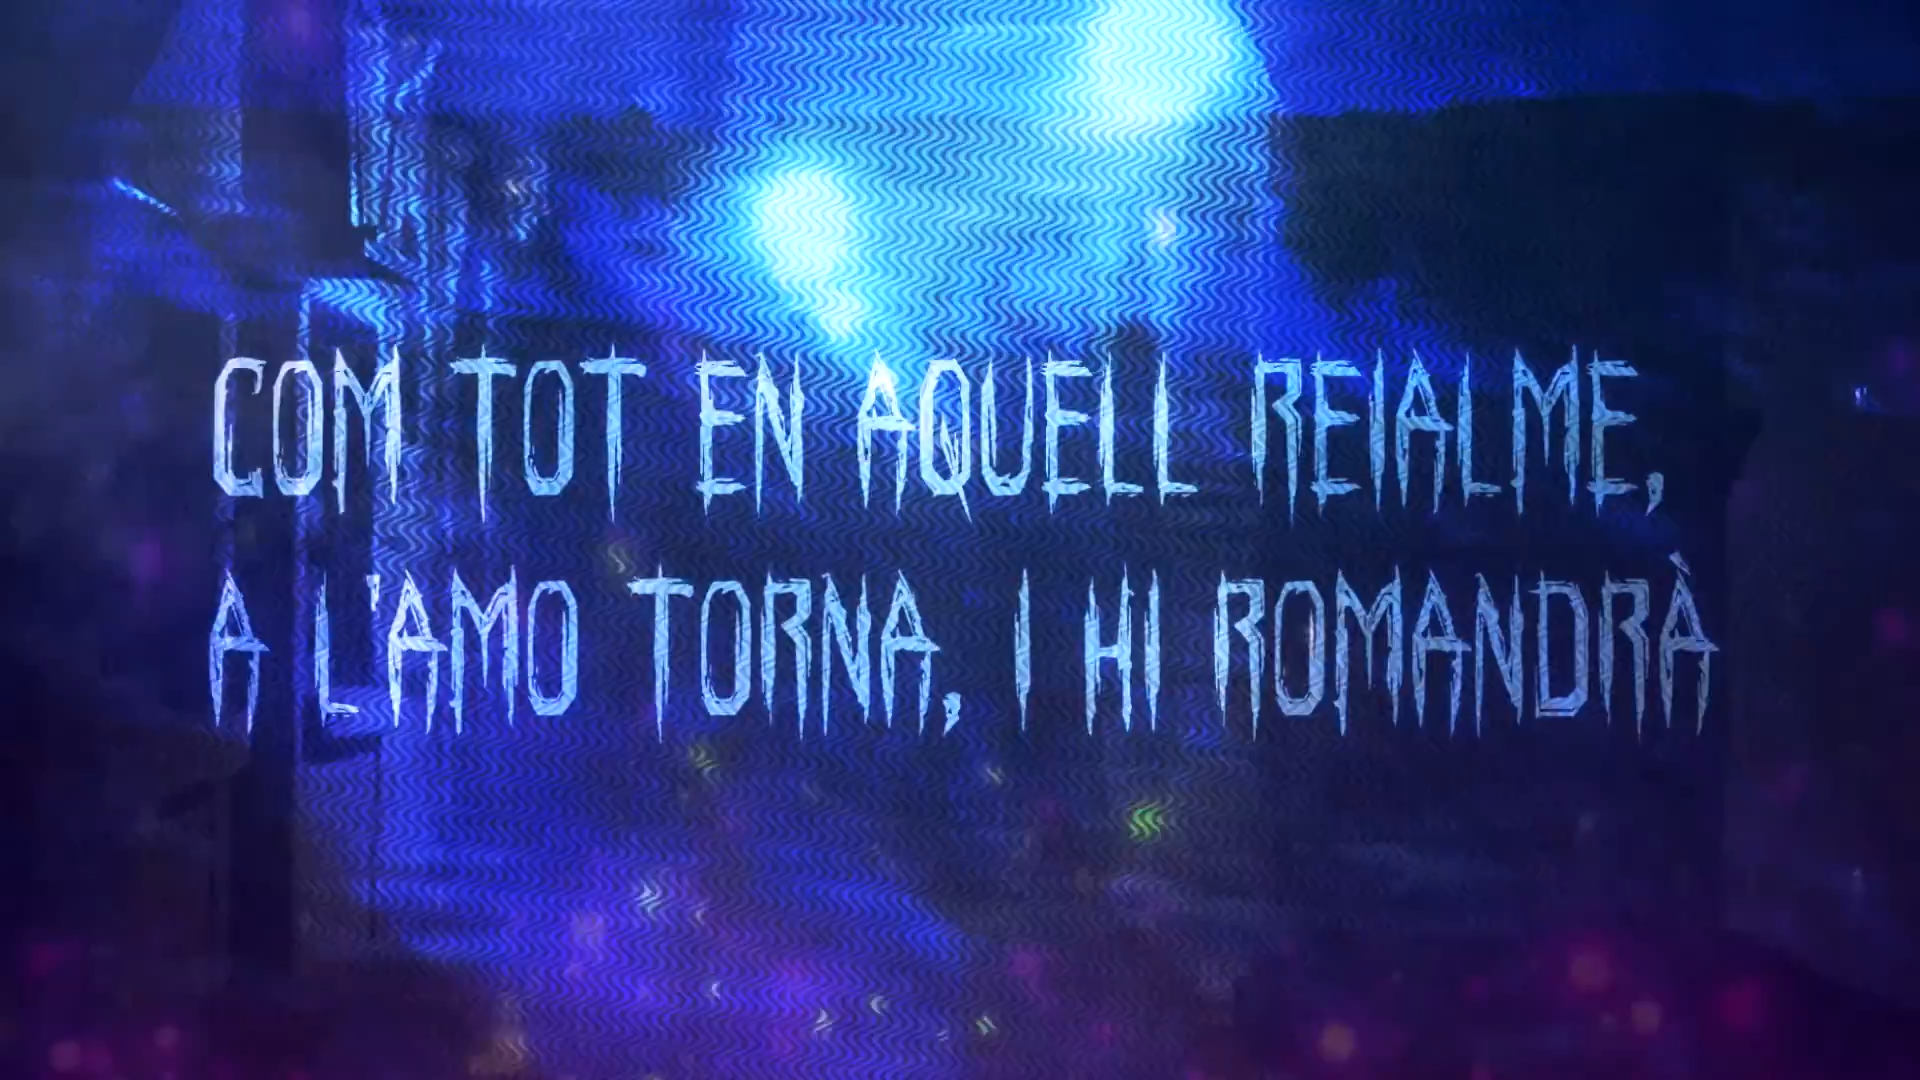 COM TOT EN AQUELL REIALME,
A L'AMO TORNA, I HI ROMANDRÀ